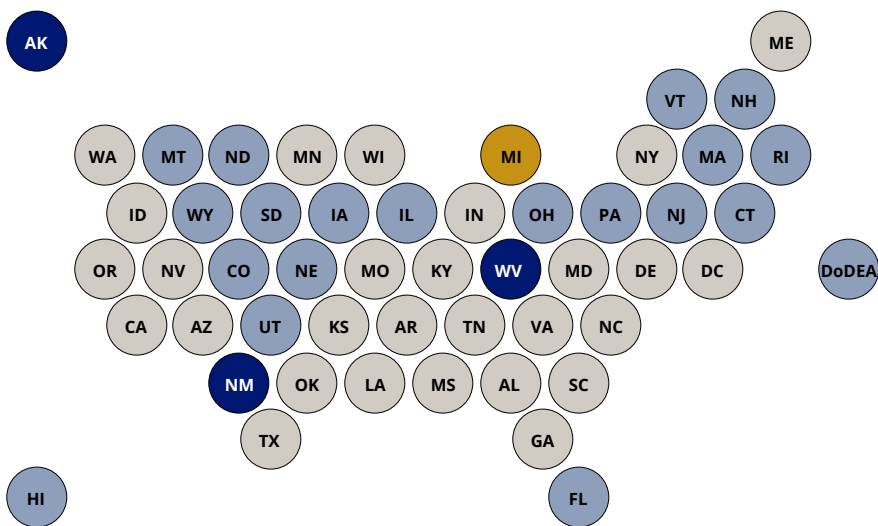 AK ME
VT NH
WA MT ND MN WI MI NY MA RI
ID WY SD IA IL IN OH PA NJ CT
OR NV CO NE MO KY WV MD DE DC DoDEA
CA AZ UT KS AR TN VA NC
NM OK LA MS AL SC
TX GA
HI FL